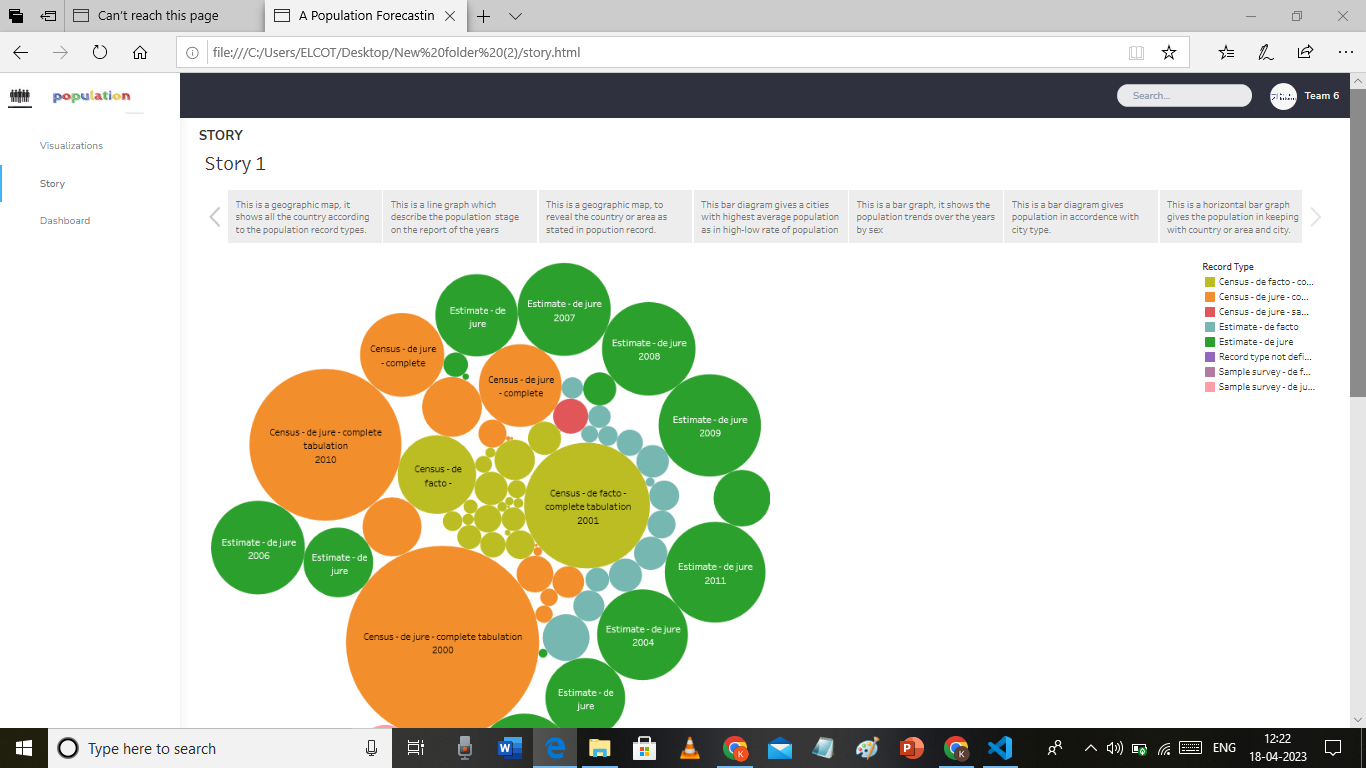 Can't reach this page
A Population Forecastin
file:///C:/Users/ELCOT/Desktop/New%20folder%20(2)/story.html
population
Search...
Team 6
Visualizations
Story
Dashboard
STORY
Story 1
This is a geographic map, it
shows all the country according
to the population record types.
This is a line graph which
describe the population stage
on the report of the years
This is a geographic map, to
reveal the country or area as
stated in popution record.
This bar diagram gives a cities
with highest average population
as in high-low rate of population
This is a bar graph, it shows the
population trends over the years
by sex
This is a bar diagram gives
population in accordence with
city type.
This is a horizontal bar graph
gives the population in keeping
with country or area and city.
Record Type
Census - de facto - co...
Census - de jure - co...
Census - de jure - sa...
Estimate - de facto
Estimate - de jure
Record type not defi...
Sample survey - de f...
Sample survey - de ju...
Estimate - de
jure
Estimate - de jure
2007
Estimate - de jure
2008
Census - de jure
- complete
Census - de jure
- complete
Estimate - de jure
2009
Census - de jure - complete
tabulation
2010
Census - de
facto -
Census - de facto -
complete tabulation
2001
Estimate - de jure
2006
Estimate - de
jure
Estimate - de jure
2011
Census - de jure - complete tabulation
2000
Estimate - de jure
2004
Estimate - de
jure
Type here to search
ENG
12:22
18-04-2023